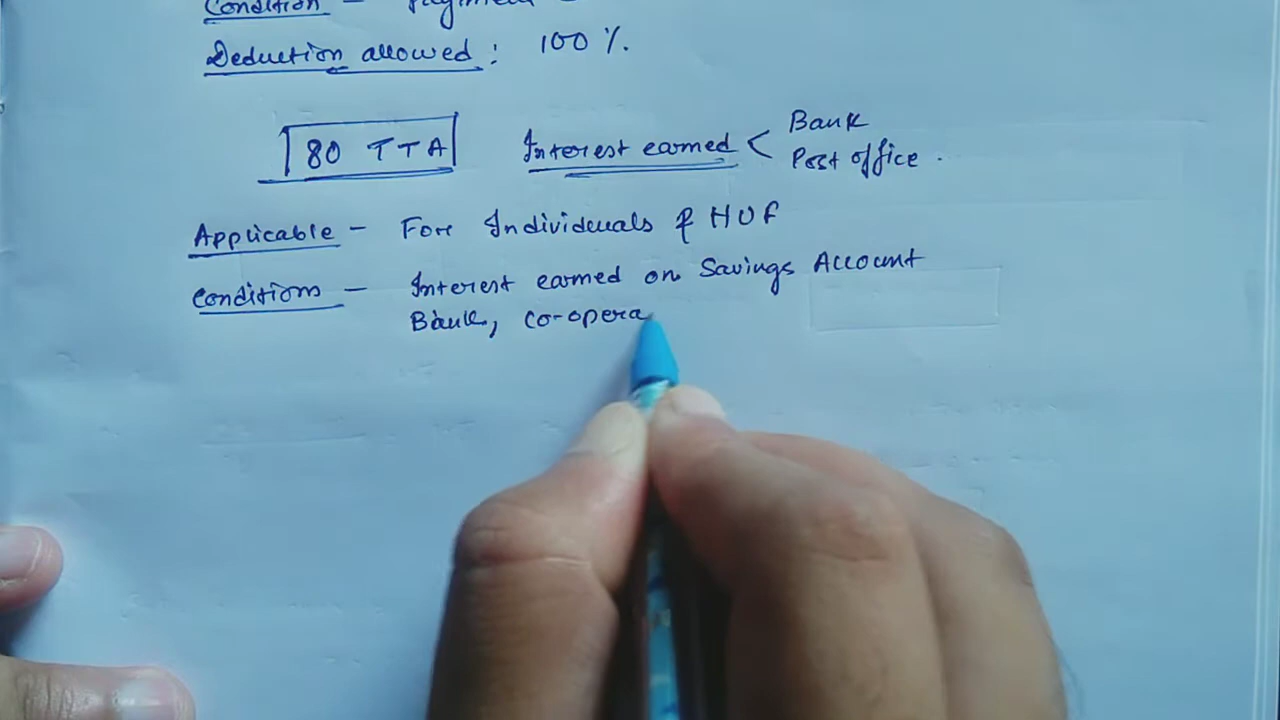 Condition -
Deduction allowed : 100 %.
80 TTA Interest earned < Bank
Post office .
Applicable - For Individuals & HUF
Conditions - Interest earned on Savings Account
Bank, co-opera